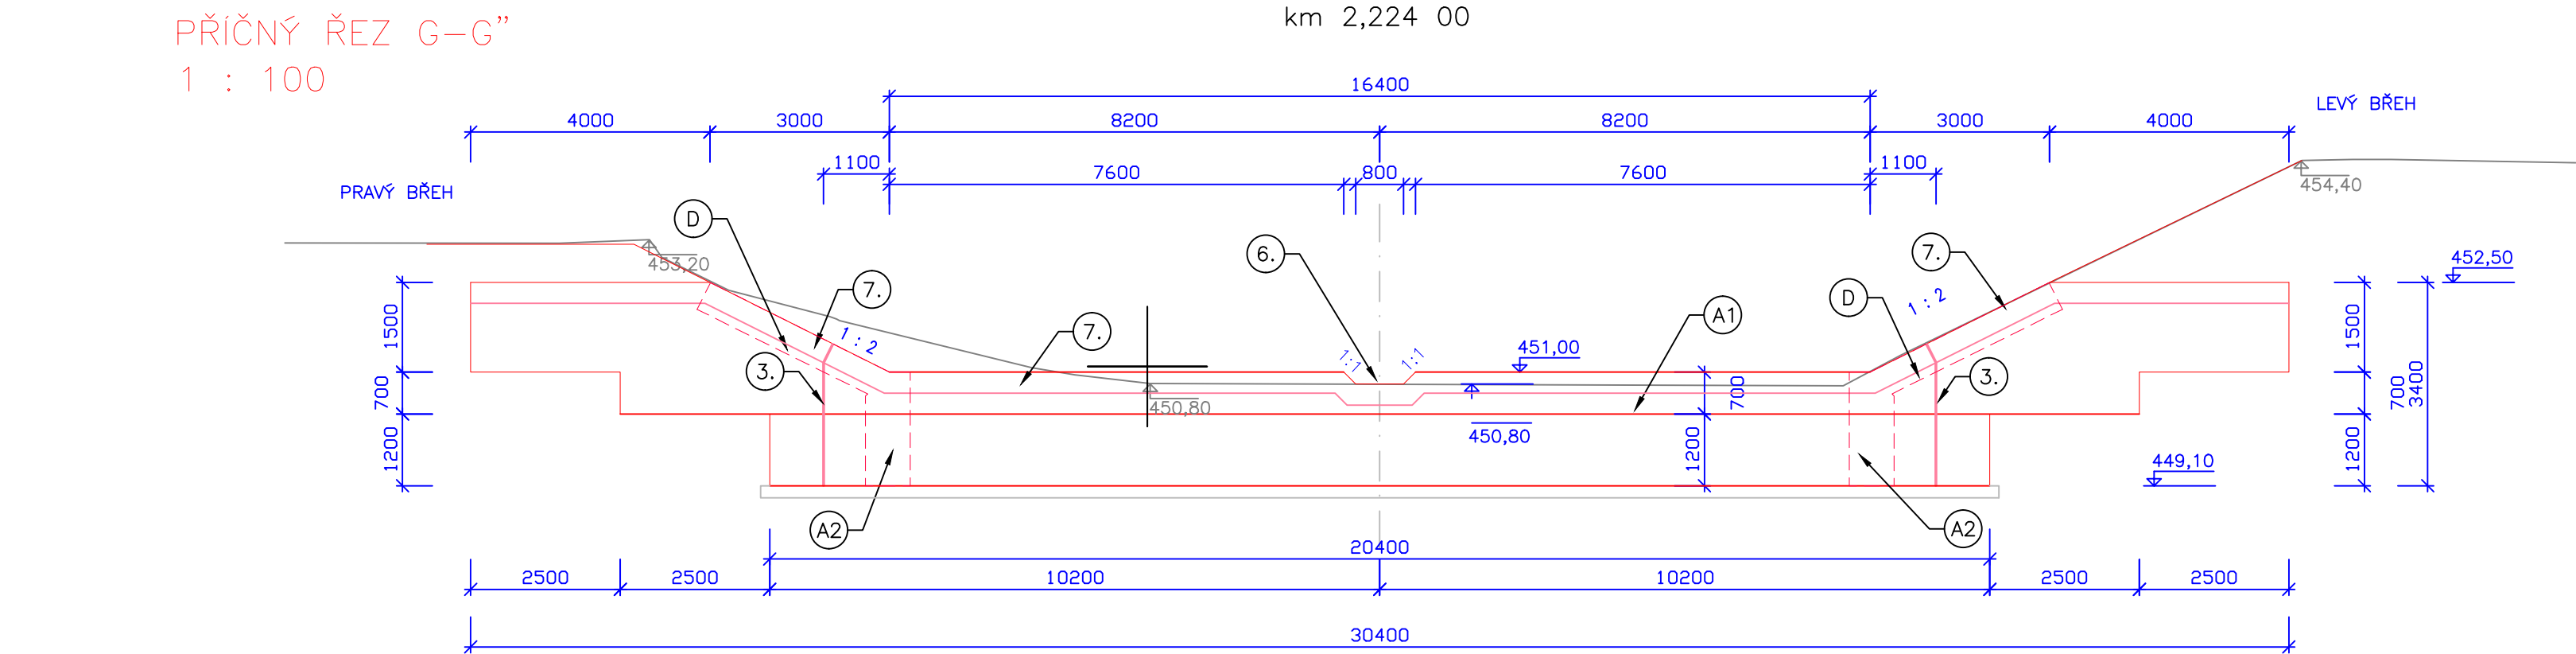 km 2,224 00
PŘÍČNÝ ŘEZ G-G"
1 : 100
16400
LEVÝ BŘEH
4000 3000 8200 8200 3000 4000
1100 7600 800 7600 1100
PRAVÝ BŘEH
454,40
D
6.
7.
453,20
452,50
7.
D
1 : 2
A1
7.
1 : 2
1500
1:1
1:1
451,00
1500
3.
3.
700
450,80
700
700
3400
1200
450,80
1200
1200
449,10
A2
A2
20400
2500 2500 10200 10200 2500 2500
30400